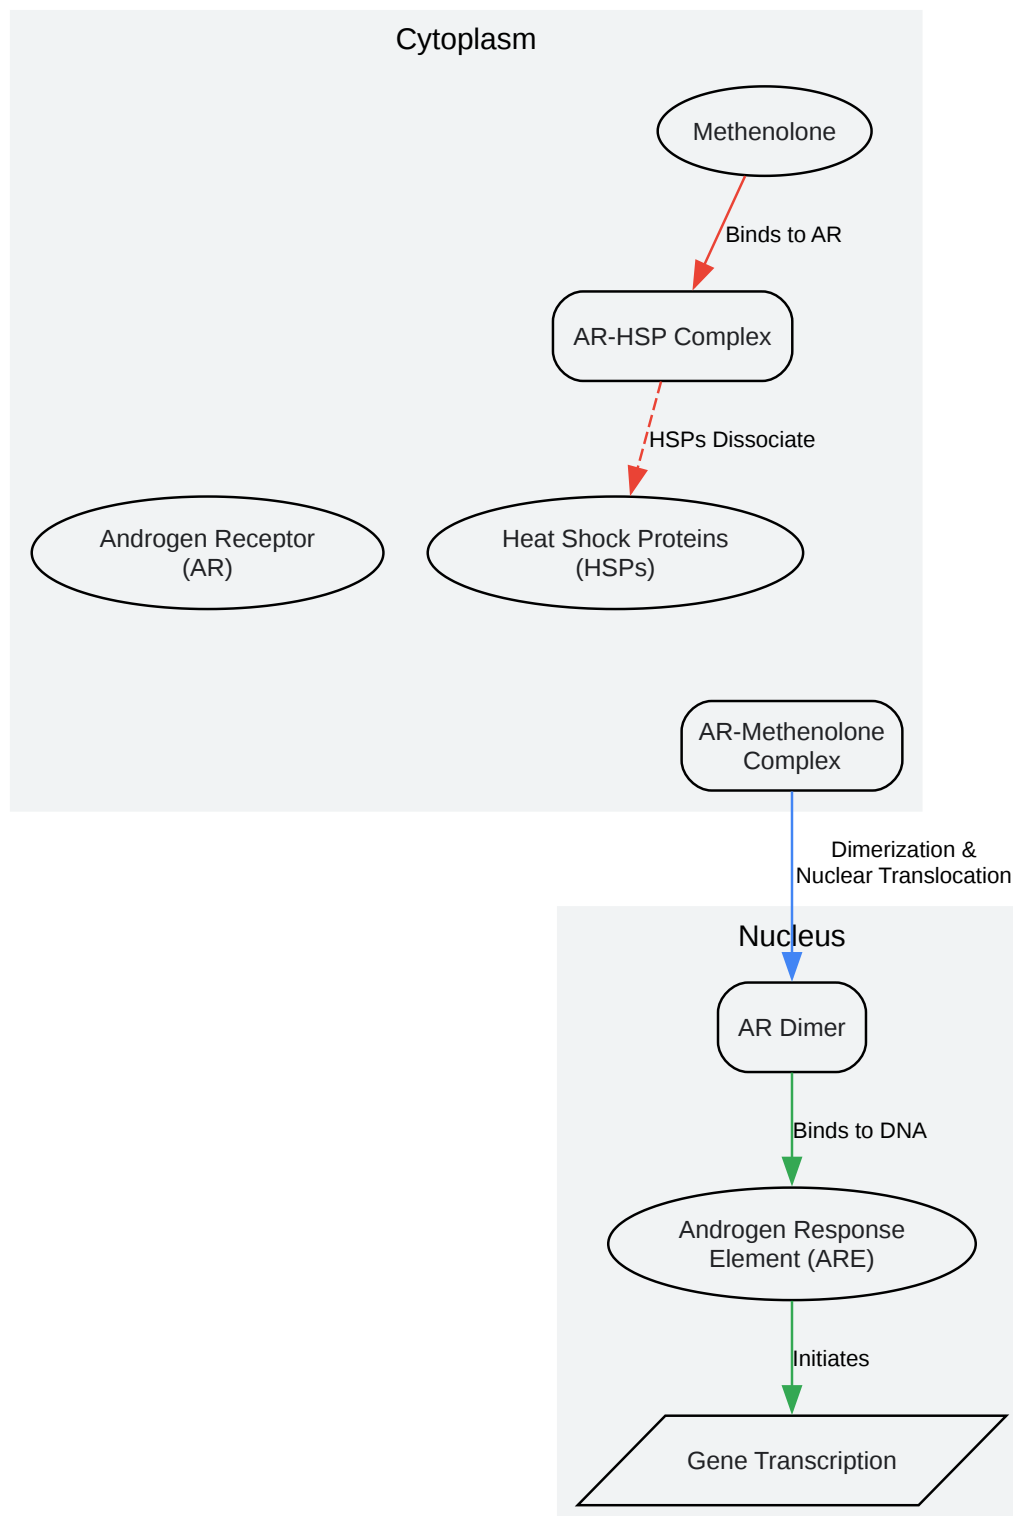 Cytoplasm
Methenolone
Binds to AR
AR-HSP Complex
HSPs Dissociate
Androgen Receptor
(AR)
Heat Shock Proteins
(HSPs)
AR-Methenolone
Complex
Dimerization &
Nuclear Translocation
Nucleus
AR Dimer
Binds to DNA
Androgen Response
Element (ARE)
Initiates
Gene Transcription